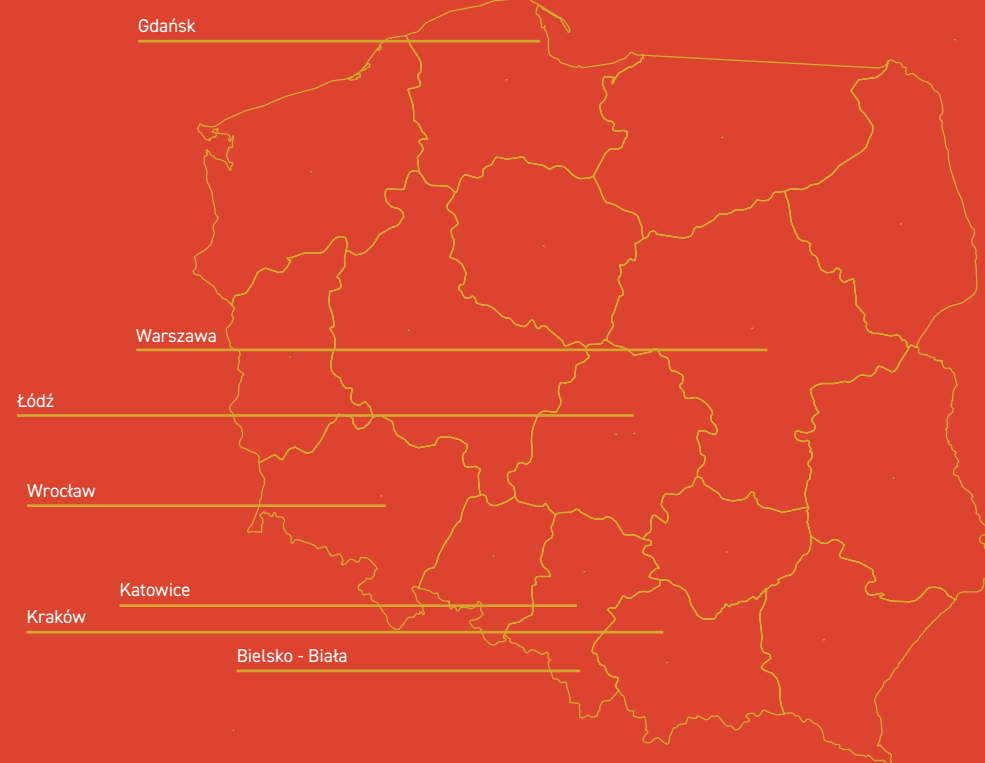 Gdańsk
Warszawa
Łódź
Wrocław
Katowice
Kraków
Bielsko - Biała